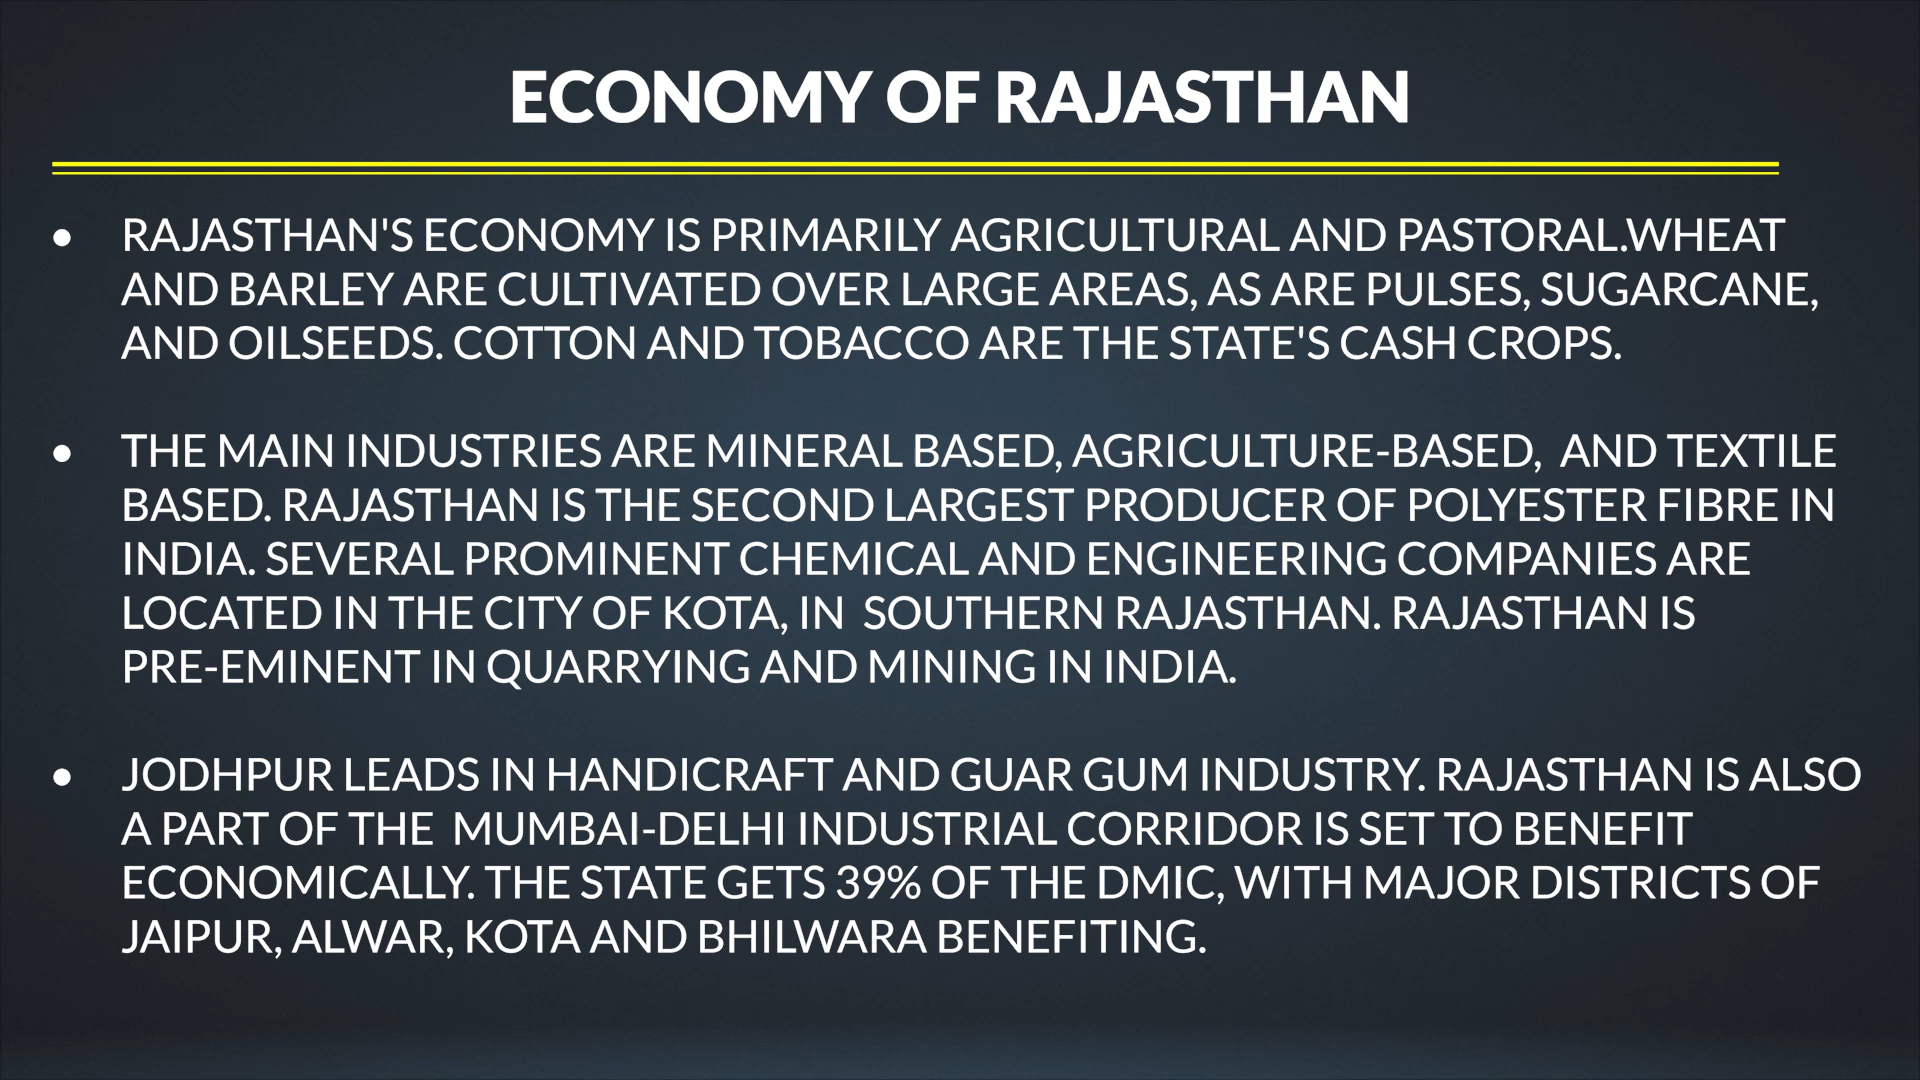 ECONOMY OF RAJASTHAN
• RAJASTHAN'S ECONOMY IS PRIMARILY AGRICULTURAL AND PASTORAL.WHEAT
AND BARLEY ARE CULTIVATED OVER LARGE AREAS, AS ARE PULSES, SUGARCANE,
AND OILSEEDS. COTTON AND TOBACCO ARE THE STATE'S CASH CROPS.
• THE MAIN INDUSTRIES ARE MINERAL BASED, AGRICULTURE-BASED,  AND TEXTILE
BASED. RAJASTHAN IS THE SECOND LARGEST PRODUCER OF POLYESTER FIBRE IN
INDIA. SEVERAL PROMINENT CHEMICAL AND ENGINEERING COMPANIES ARE
LOCATED IN THE CITY OF KOTA, IN  SOUTHERN RAJASTHAN. RAJASTHAN IS
PRE-EMINENT IN QUARRYING AND MINING IN INDIA.
• JODHPUR LEADS IN HANDICRAFT AND GUAR GUM INDUSTRY. RAJASTHAN IS ALSO
A PART OF THE  MUMBAI-DELHI INDUSTRIAL CORRIDOR IS SET TO BENEFIT
ECONOMICALLY. THE STATE GETS 39% OF THE DMIC, WITH MAJOR DISTRICTS OF
JAIPUR, ALWAR, KOTA AND BHILWARA BENEFITING.